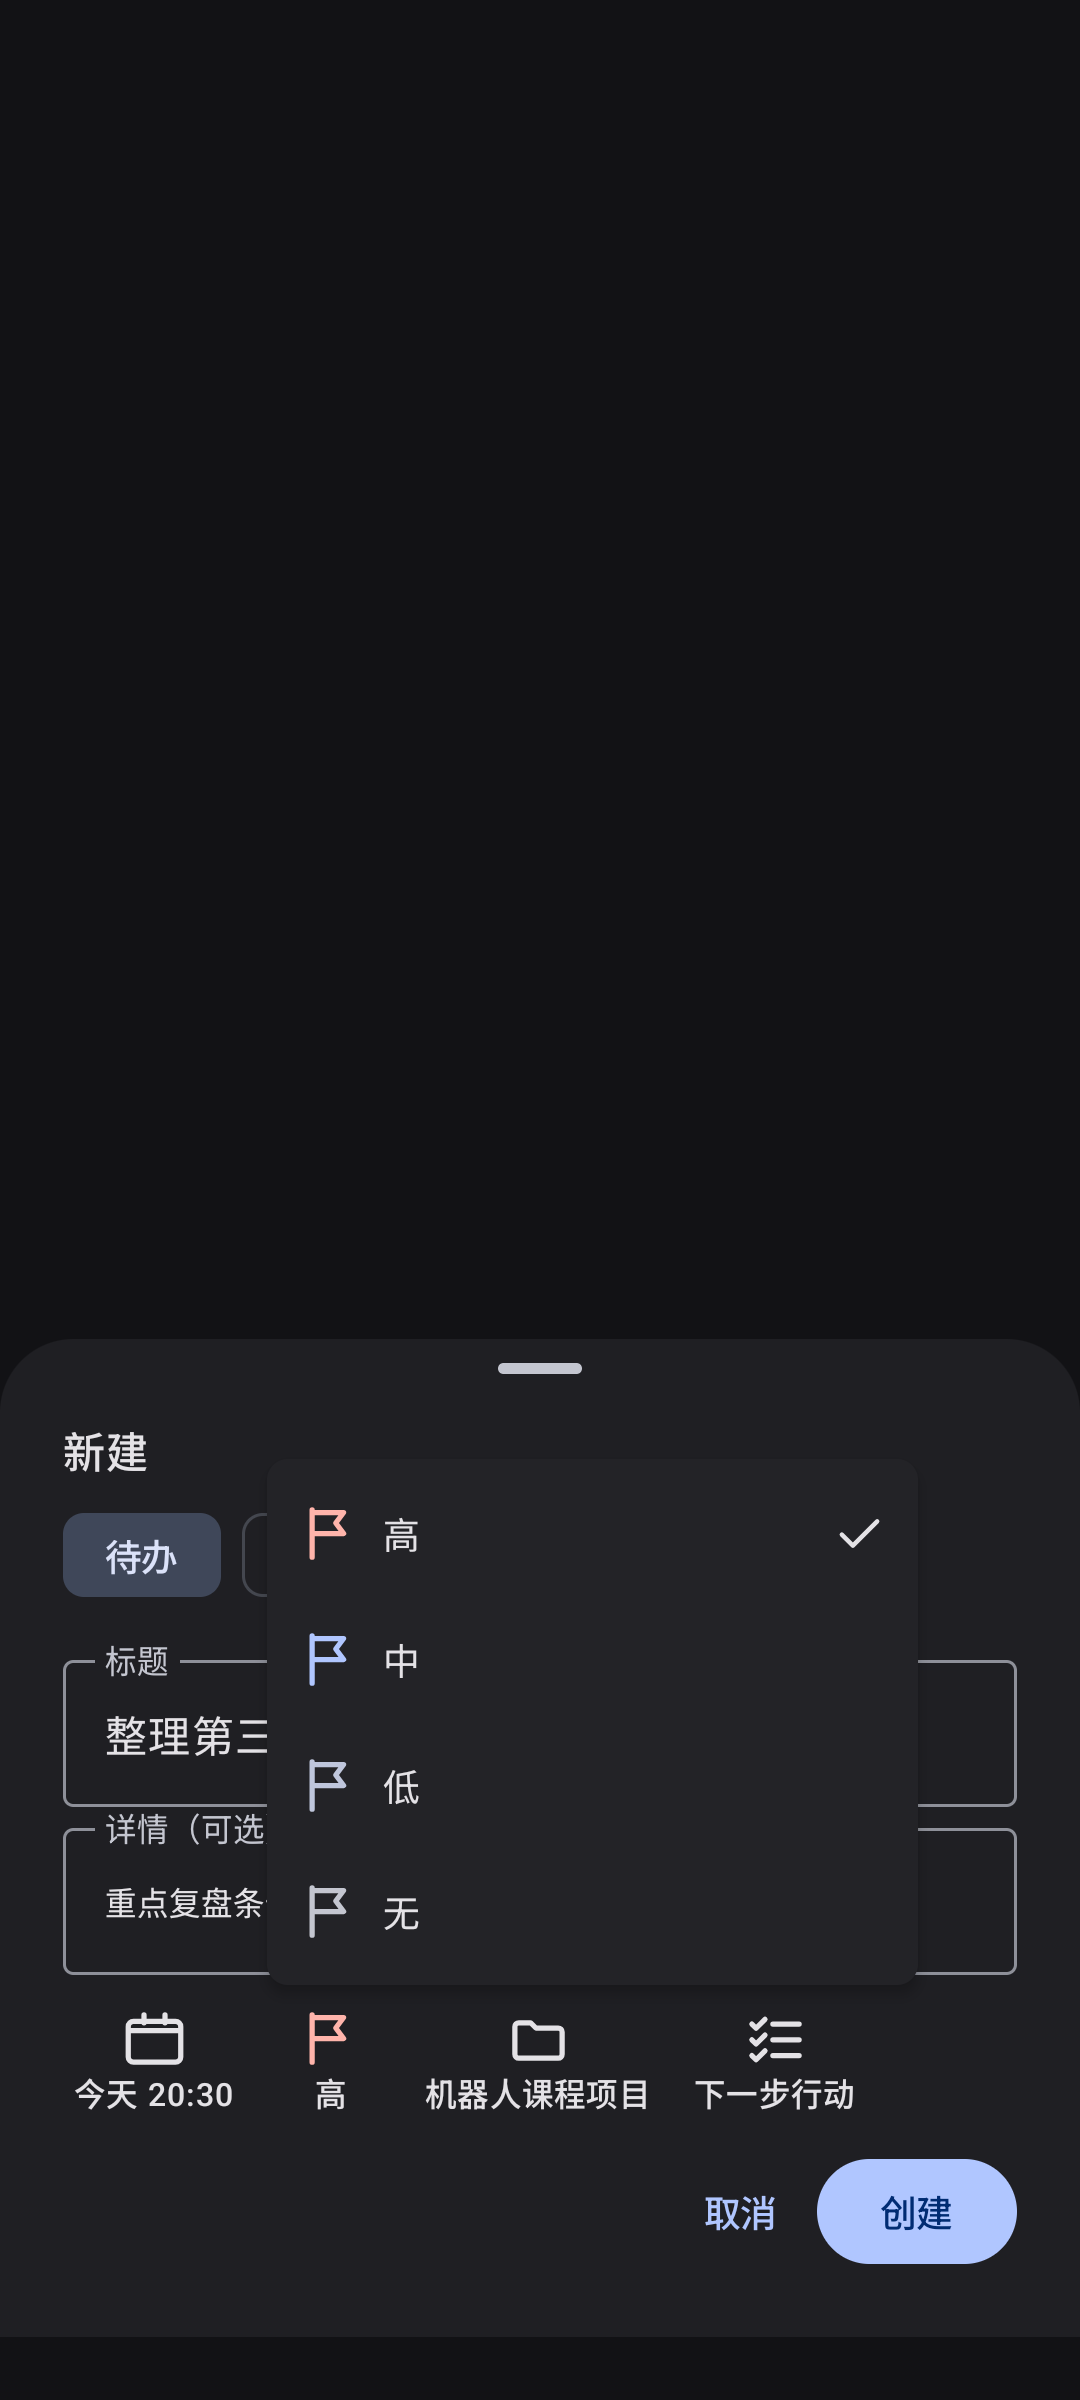 新建
待办
高
中
低
无
标题
整理第三
详情（可选
重点复盘条
今天 20:30
高
机器人课程项目
下一步行动
取消
创建